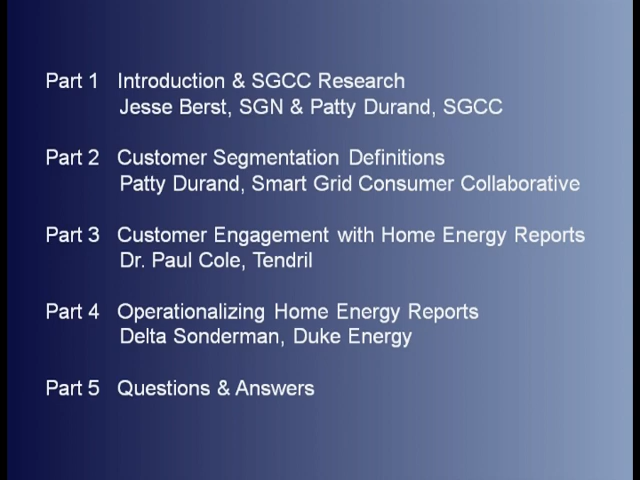 Part 1 Introduction & SGCC Research
Jesse Berst, SGN & Patty Durand, SGCC
Part 2 Customer Segmentation Definitions
Patty Durand, Smart Grid Consumer Collaborative
Part 3 Customer Engagement with Home Energy Reports
Dr. Paul Cole, Tendril
Part 4 Operationalizing Home Energy Reports
Delta Sonderman, Duke Energy
Part 5 Questions & Answers